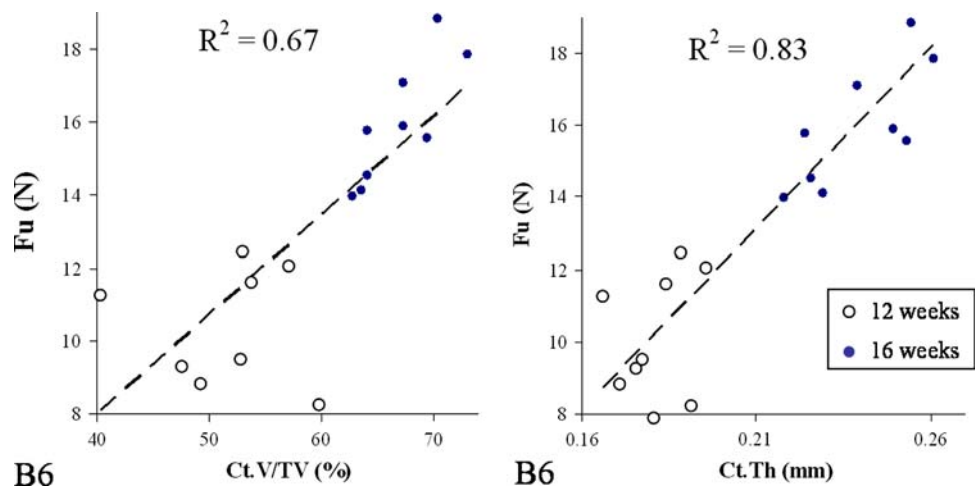 R² = 0.67
18
16
14
12
10
8
Fu (N)
40
50
60
70
Ct.V/TV (%)
B6
R² = 0.83
18
16
14
12
10
8
Fu (N)
0.16
0.21
0.26
Ct.Th (mm)
B6
12 weeks
16 weeks